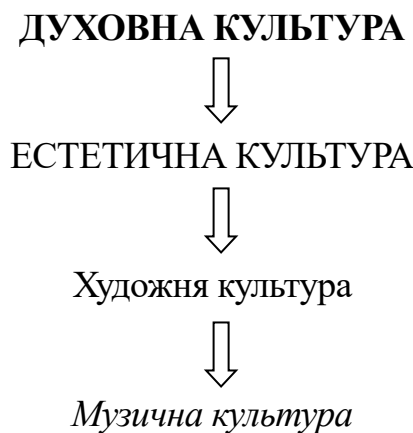 ДУХОВНА КУЛЬТУРА
ЕСТЕТИЧНА КУЛЬТУРА
Художня культура
Музична культура